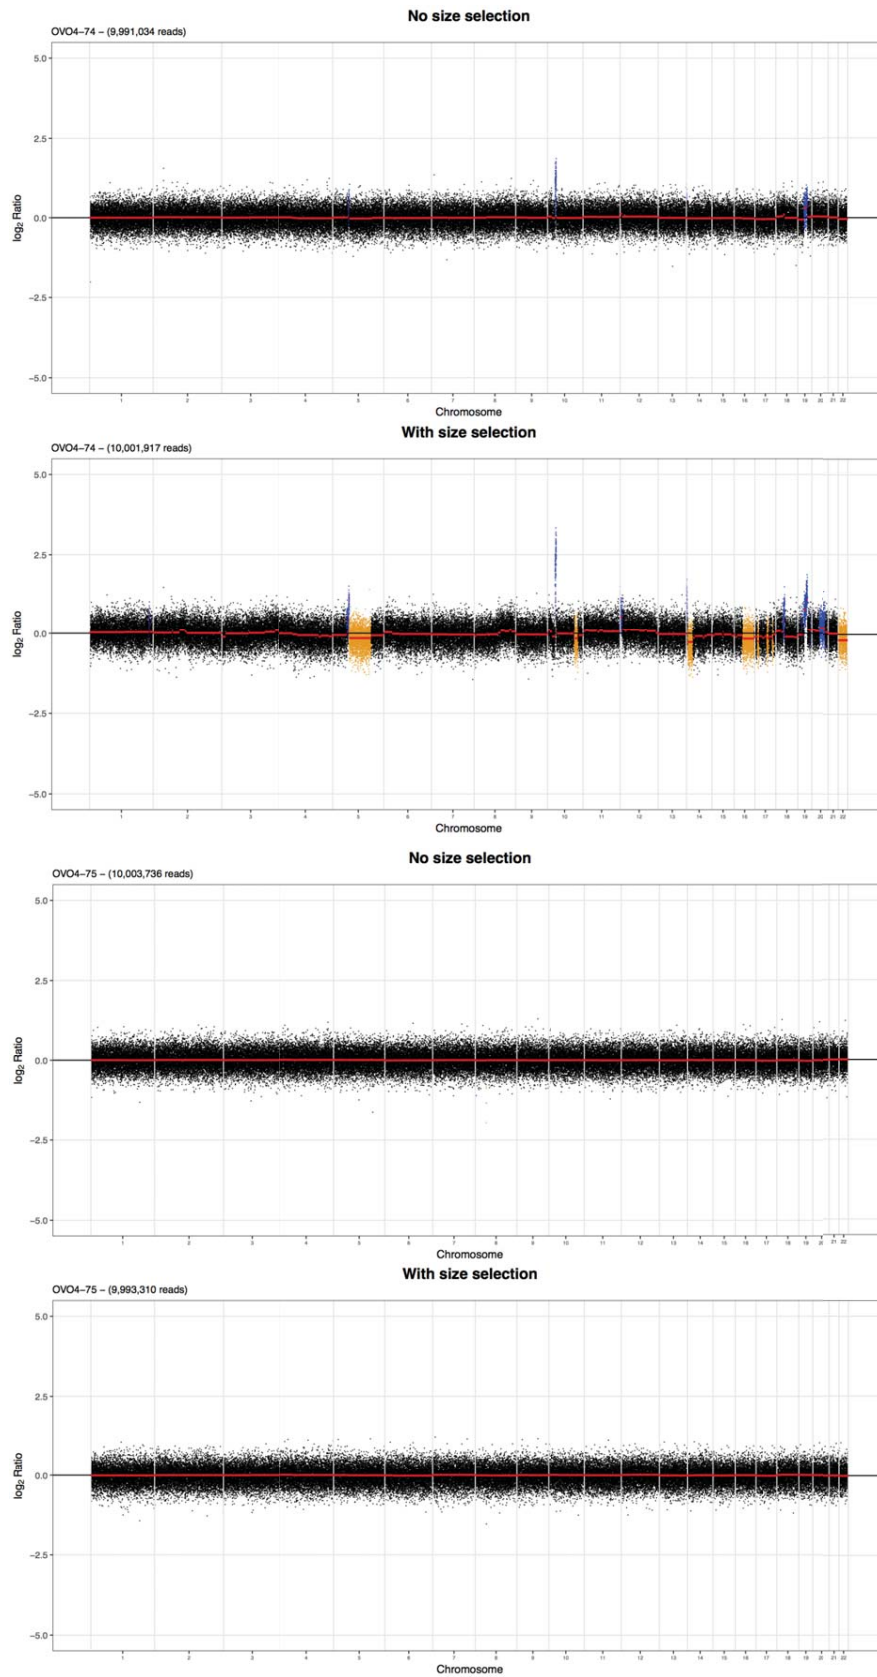 No size selection
OVO4−74 − (9,991,034 reads)
5.0
2.5
0.0
−2.5
−5.0
log2 Ratio
1 2 3 4 5 6 7 8 9 10 11 12 13 14 15 16 17 18 19 20 21 22
Chromosome
With size selection
OVO4−74 − (10,001,917 reads)
5.0
2.5
0.0
−2.5
−5.0
log2 Ratio
1 2 3 4 5 6 7 8 9 10 11 12 13 14 15 16 17 18 19 20 21 22
Chromosome
No size selection
OVO4−75 − (10,003,736 reads)
5.0
2.5
0.0
−2.5
−5.0
log2 Ratio
1 2 3 4 5 6 7 8 9 10 11 12 13 14 15 16 17 18 19 20 21 22
Chromosome
With size selection
OVO4−75 − (9,993,310 reads)
5.0
2.5
0.0
−2.5
−5.0
log2 Ratio
1 2 3 4 5 6 7 8 9 10 11 12 13 14 15 16 17 18 19 20 21 22
Chromosome